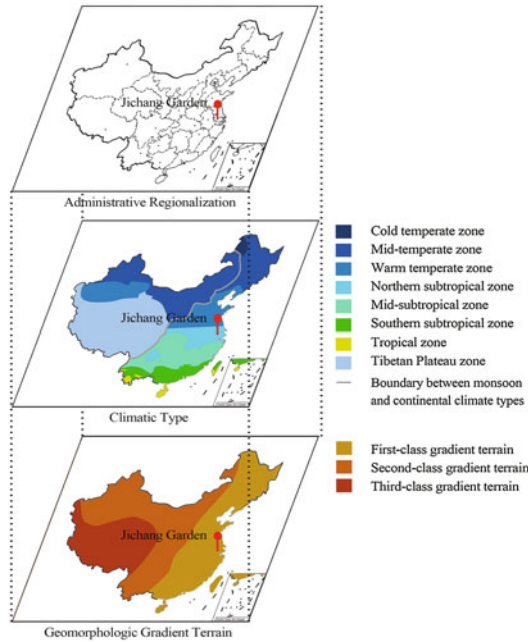 Jichang Garden
Administrative Regionalization
Cold temperate zone
Mid-temperate zone
Warm temperate zone
Northern subtropical zone
Mid-subtropical zone
Southern subtropical zone
Tropical zone
Tibetan Plateau zone
Boundary between monsoon
and continental climate types
Jichang Garden
Climatic Type
First-class gradient terrain
Second-class gradient terrain
Third-class gradient terrain
Jichang Garden
Geomorphologic Gradient Terrain